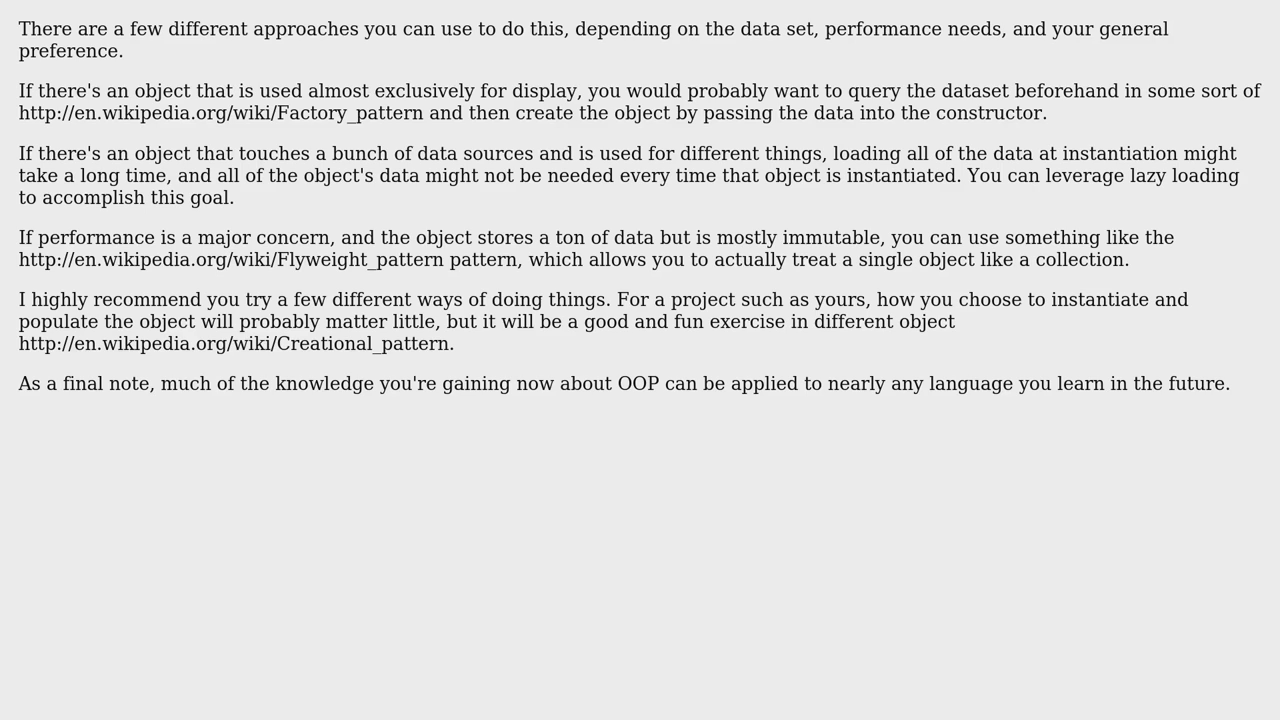 There are a few different approaches you can use to do this, depending on the data set, performance needs, and your general
preference.
If there's an object that is used almost exclusively for display, you would probably want to query the dataset beforehand in some sort of
http://en.wikipedia.org/wiki/Factory_pattern and then create the object by passing the data into the constructor.
If there's an object that touches a bunch of data sources and is used for different things, loading all of the data at instantiation might
take a long time, and all of the object's data might not be needed every time that object is instantiated. You can leverage lazy loading
to accomplish this goal.
If performance is a major concern, and the object stores a ton of data but is mostly immutable, you can use something like the
http://en.wikipedia.org/wiki/Flyweight_pattern pattern, which allows you to actually treat a single object like a collection.
I highly recommend you try a few different ways of doing things. For a project such as yours, how you choose to instantiate and
populate the object will probably matter little, but it will be a good and fun exercise in different object
http://en.wikipedia.org/wiki/Creational_pattern.
As a final note, much of the knowledge you're gaining now about OOP can be applied to nearly any language you learn in the future.